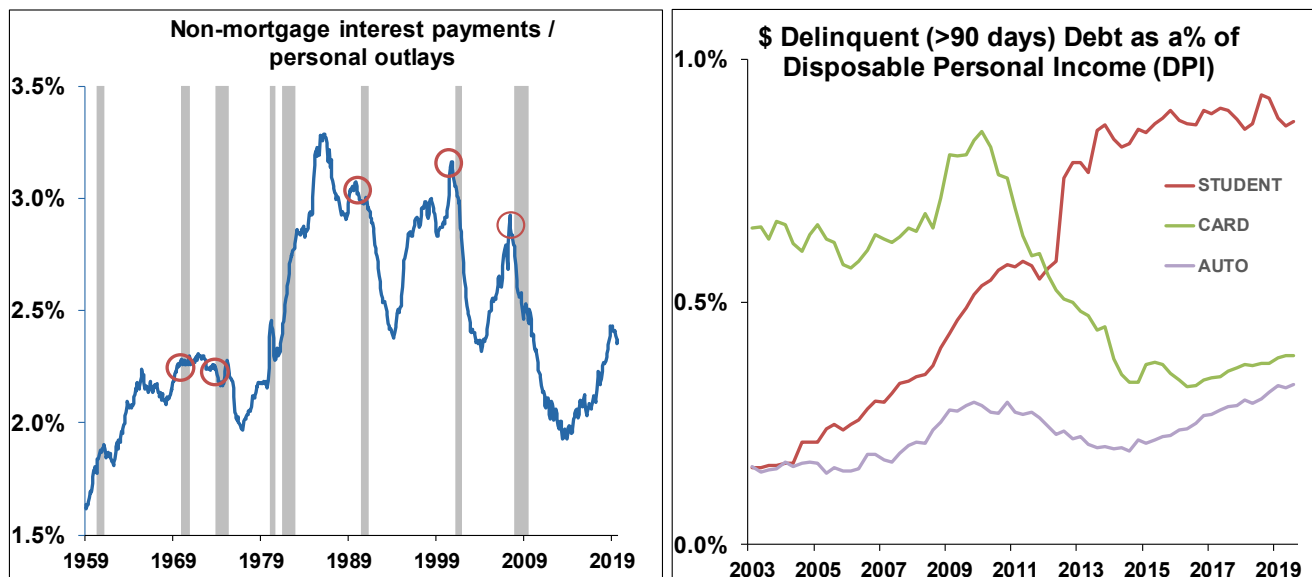 Non-mortgage interest payments /
personal outlays
3.5%
3.0%
2.5%
2.0%
1.5%
1959 1969 1979 1989 1999 2009 2019
$ Delinquent (>90 days) Debt as a% of
Disposable Personal Income (DPI)
1.0%
0.5%
0.0%
STUDENT
CARD
AUTO
2003 2005 2007 2009 2011 2013 2015 2017 2019